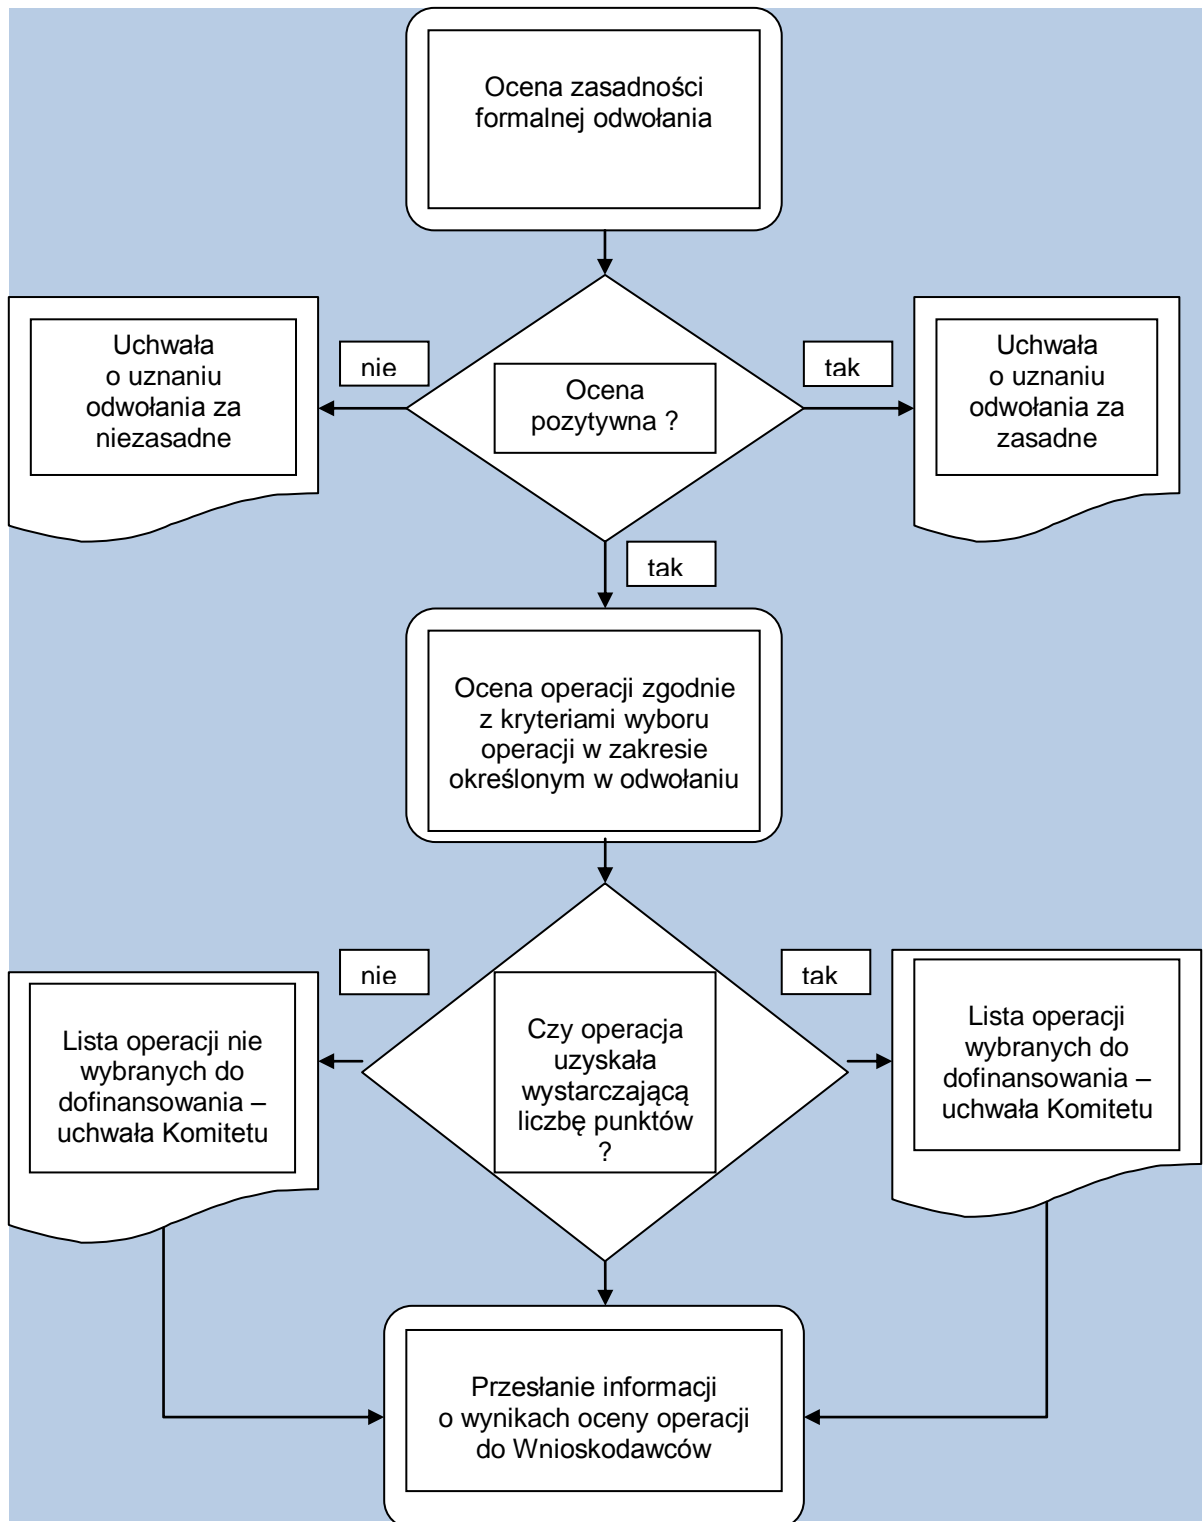 Ocena zasadności
formalnej odwołania
Uchwała
o uznaniu
odwołania za
niezasadne
nie
Ocena
pozytywna ?
tak
Uchwała
o uznaniu
odwołania za
zasadne
tak
Ocena operacji zgodnie
z kryteriami wyboru
operacji w zakresie
określonym w odwołaniu
Lista operacji nie
wybranych do
dofinansowania –
uchwała Komitetu
nie
Czy operacja
uzyskała
wystarczającą
liczbę punktów
?
tak
Lista operacji
wybranych do
dofinansowania –
uchwała Komitetu
Przesłanie informacji
o wynikach oceny operacji
do Wnioskodawców